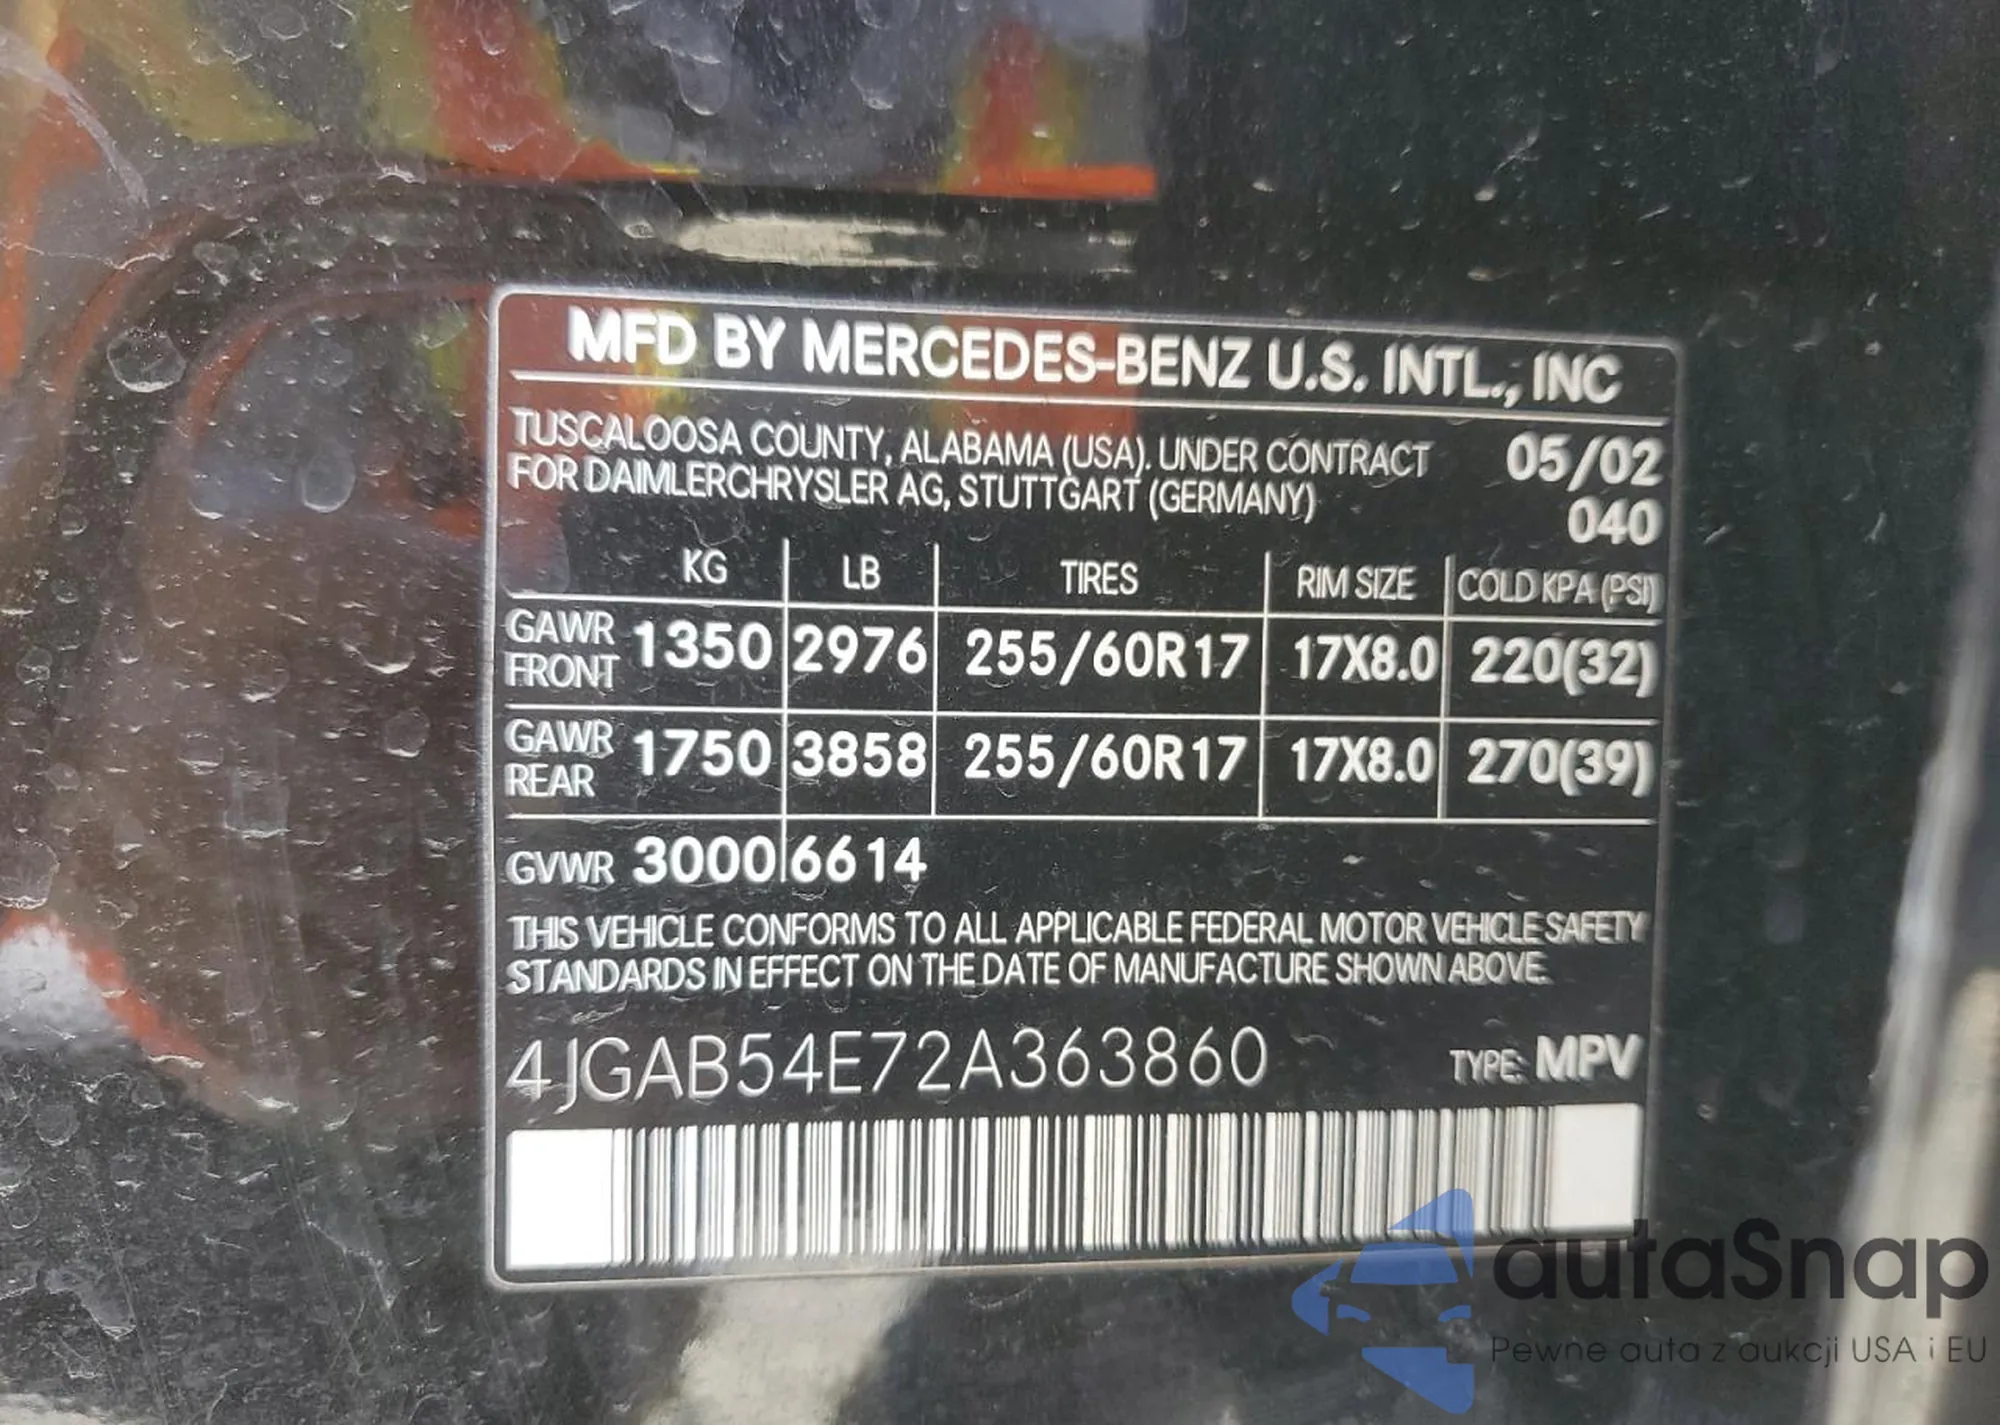 MFD BY MERCEDES-BENZ U.S. INTL., INC
TUSCALOOSA COUNTY, ALABAMA (USA). UNDER CONTRACT 05/02
FOR DAIMLERCHRYSLER AG, STUTTGART (GERMANY) 040
KG LB TIRES RIM SIZE COLD KPA (PSI)
GAWR FRONT 1350 2976 255/60R17 17X8.0 220(32)
GAWR REAR 1750 3858 255/60R17 17X8.0 270(39)
GVWR 3000 6614
THIS VEHICLE CONFORMS TO ALL APPLICABLE FEDERAL MOTOR VEHICLE SAFETY
STANDARDS IN EFFECT ON THE DATE OF MANUFACTURE SHOWN ABOVE.
4JGAB54E72A363860 TYPE: MPV
autaSnap
Pewne auta z aukcji USA i EU